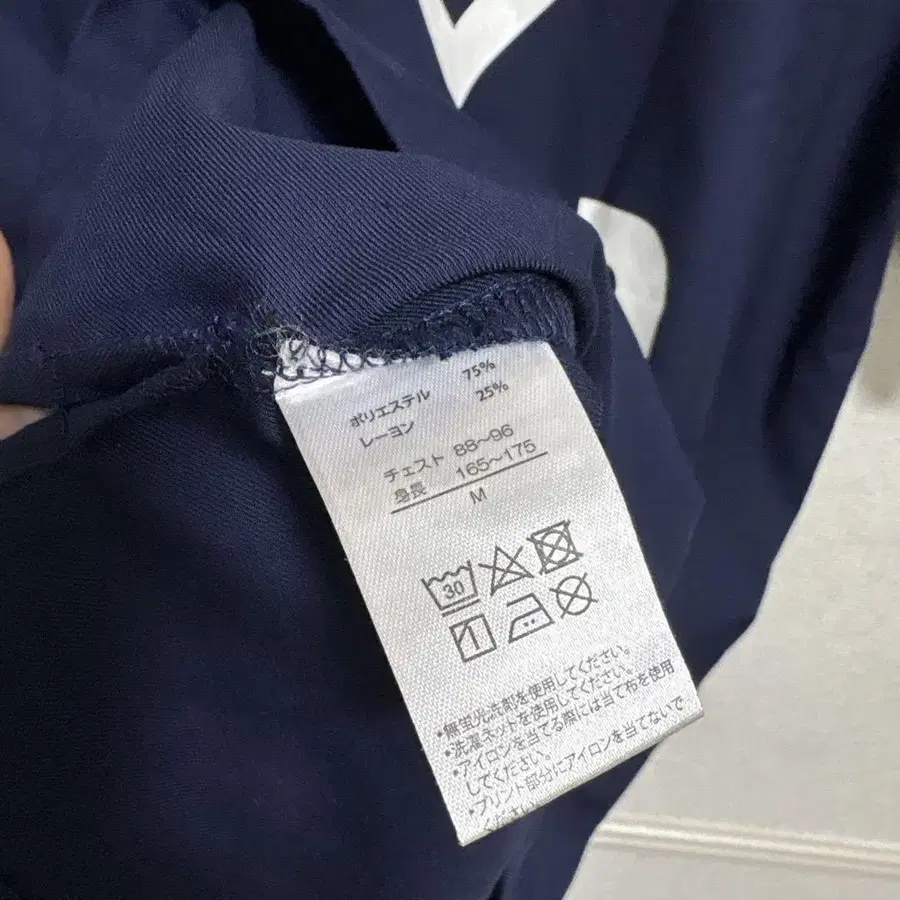 ポリエステル 75%
レーヨン 25%
チェスト 88～96
身長 165～175
M
30
・無蛍光洗剤を使用してください。
・洗濯ネットを使用してください。
・アイロンを当てる際には当て布を使用
してください。
・プリント部分にアイロンを当てないで
ください。